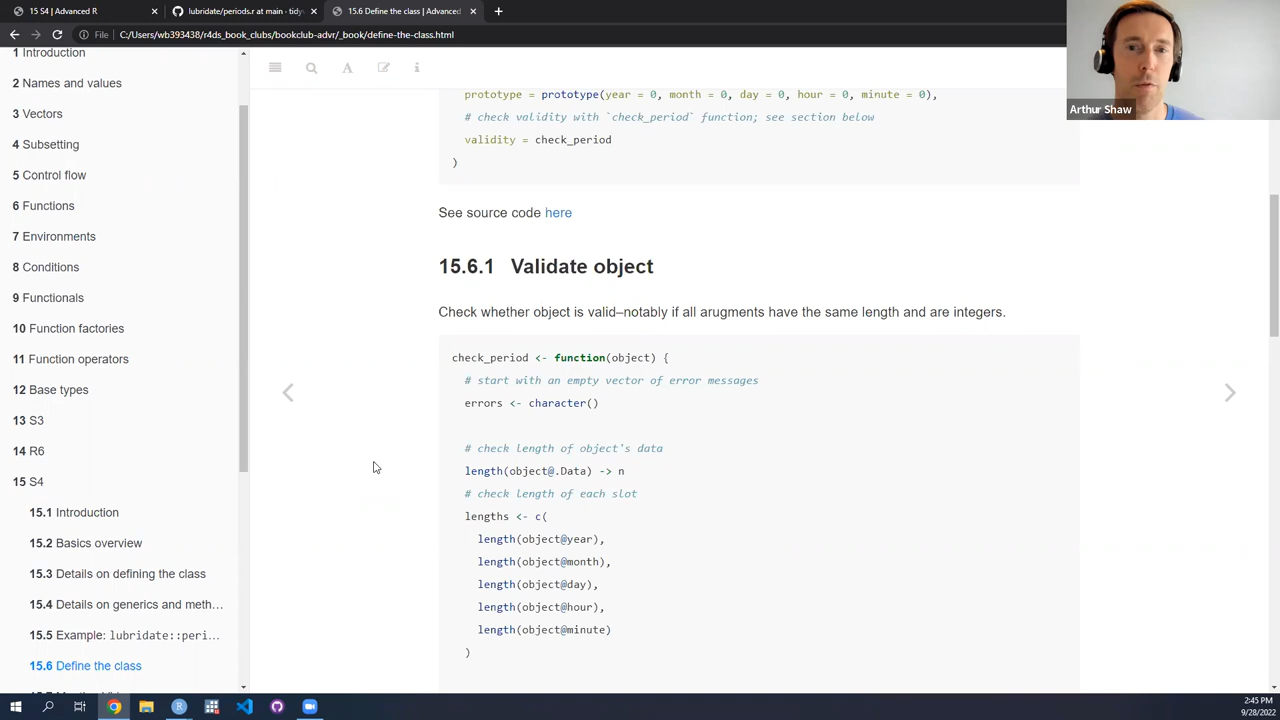 15 S4 | Advanced R
lubridate/periods.r at main · tidyv
15.6 Define the class | Advanced
File
C:/Users/wb393438/r4ds_book_clubs/bookclub-advr/_book/define-the-class.html
1 Introduction
2 Names and values
3 Vectors
4 Subsetting
5 Control flow
6 Functions
7 Environments
8 Conditions
9 Functionals
10 Function factories
11 Function operators
12 Base types
13 S3
14 R6
15 S4
15.1 Introduction
15.2 Basics overview
15.3 Details on defining the class
15.4 Details on generics and meth…
15.5 Example: lubridate::peri…
15.6 Define the class
prototype = prototype(year = 0, month = 0, day = 0, hour = 0, minute = 0),
# check validity with `check_period` function; see section below
validity = check_period
)
See source code here
15.6.1 Validate object
Check whether object is valid–notably if all arugments have the same length and are integers.
check_period <- function(object) {
# start with an empty vector of error messages
errors <- character()
# check length of object's data
length(object@.Data) -> n
# check length of each slot
lengths <- c(
length(object@year),
length(object@month),
length(object@day),
length(object@hour),
length(object@minute)
)
Arthur Shaw
2:45 PM
9/28/2022